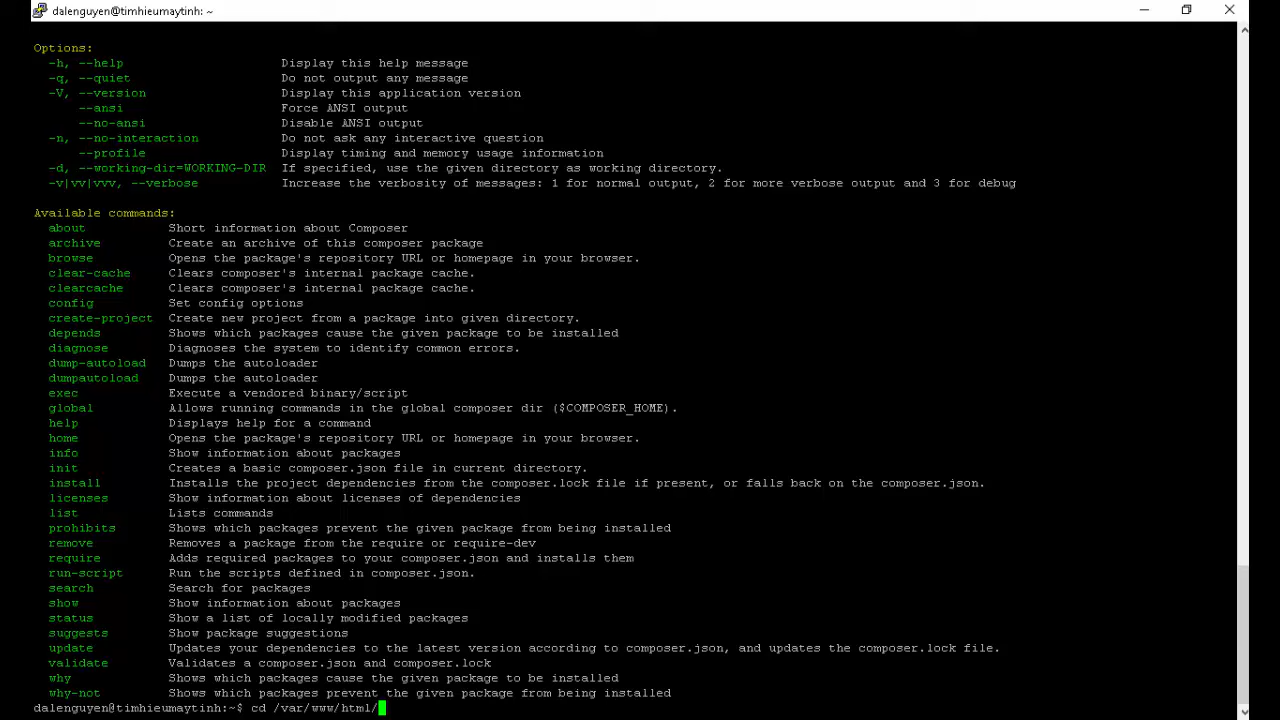 dalenguyen@timhieumaytinh: ~
Options:
-h, --help Display this help message
-q, --quiet Do not output any message
-V, --version Display this application version
--ansi Force ANSI output
--no-ansi Disable ANSI output
-n, --no-interaction Do not ask any interactive question
--profile Display timing and memory usage information
-d, --working-dir=WORKING-DIR If specified, use the given directory as working directory.
-v|vv|vvv, --verbose Increase the verbosity of messages: 1 for normal output, 2 for more verbose output and 3 for debug
Available commands:
about Short information about Composer
archive Create an archive of this composer package
browse Opens the package's repository URL or homepage in your browser.
clear-cache Clears composer's internal package cache.
clearcache Clears composer's internal package cache.
config Set config options
create-project Create new project from a package into given directory.
depends Shows which packages cause the given package to be installed
diagnose Diagnoses the system to identify common errors.
dump-autoload Dumps the autoloader
dumpautoload Dumps the autoloader
exec Execute a vendored binary/script
global Allows running commands in the global composer dir ($COMPOSER_HOME).
help Displays help for a command
home Opens the package's repository URL or homepage in your browser.
info Show information about packages
init Creates a basic composer.json file in current directory.
install Installs the project dependencies from the composer.lock file if present, or falls back on the composer.json.
licenses Show information about licenses of dependencies
list Lists commands
prohibits Shows which packages prevent the given package from being installed
remove Removes a package from the require or require-dev
require Adds required packages to your composer.json and installs them
run-script Run the scripts defined in composer.json.
search Search for packages
show Show information about packages
status Show a list of locally modified packages
suggests Show package suggestions
update Updates your dependencies to the latest version according to composer.json, and updates the composer.lock file.
validate Validates a composer.json and composer.lock
why Shows which packages cause the given package to be installed
why-not Shows which packages prevent the given package from being installed
dalenguyen@timhieumaytinh:~$ cd /var/www/html/